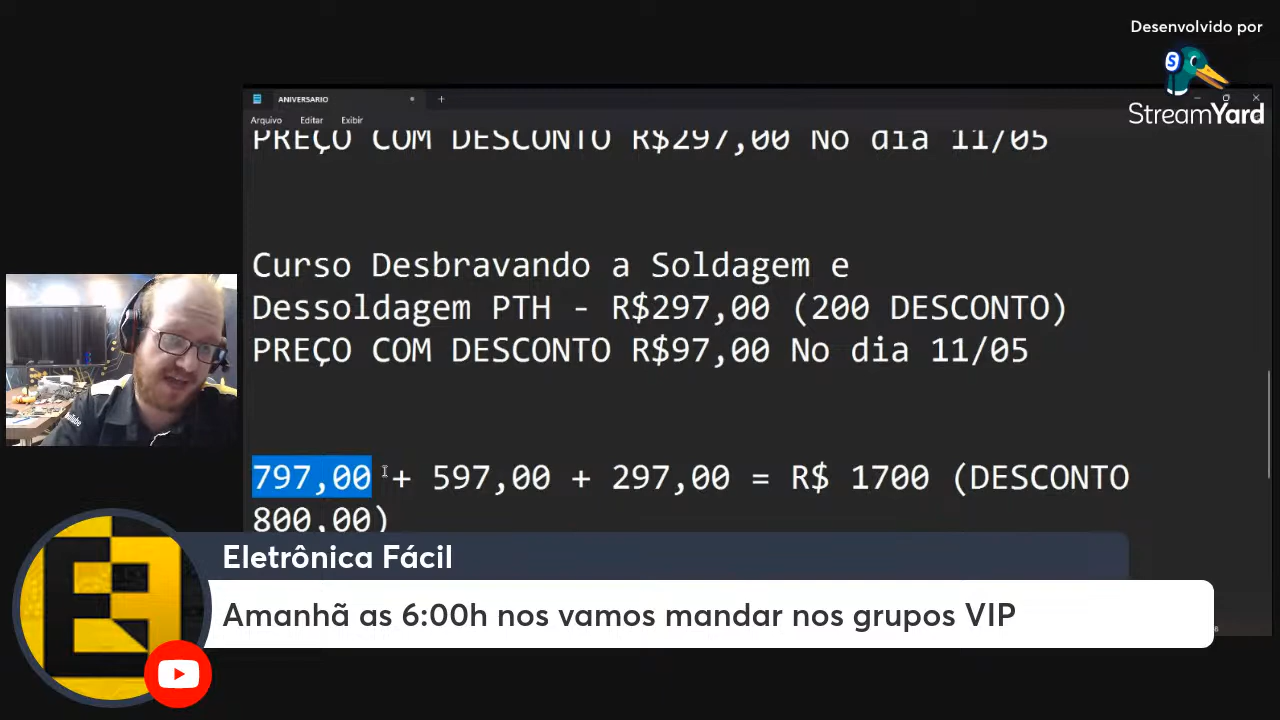 Desenvolvido por
StreamYard
ANIVERSARIO
Arquivo Editar Exibir
PREÇO COM DESCONTO R$297,00 No dia 11/05
Curso Desbravando a Soldagem e
Dessoldagem PTH - R$297,00 (200 DESCONTO)
PREÇO COM DESCONTO R$97,00 No dia 11/05
797,00 + 597,00 + 297,00 = R$ 1700 (DESCONTO
800,00)
Eletrônica Fácil
Amanhã as 6:00h nos vamos mandar nos grupos VIP